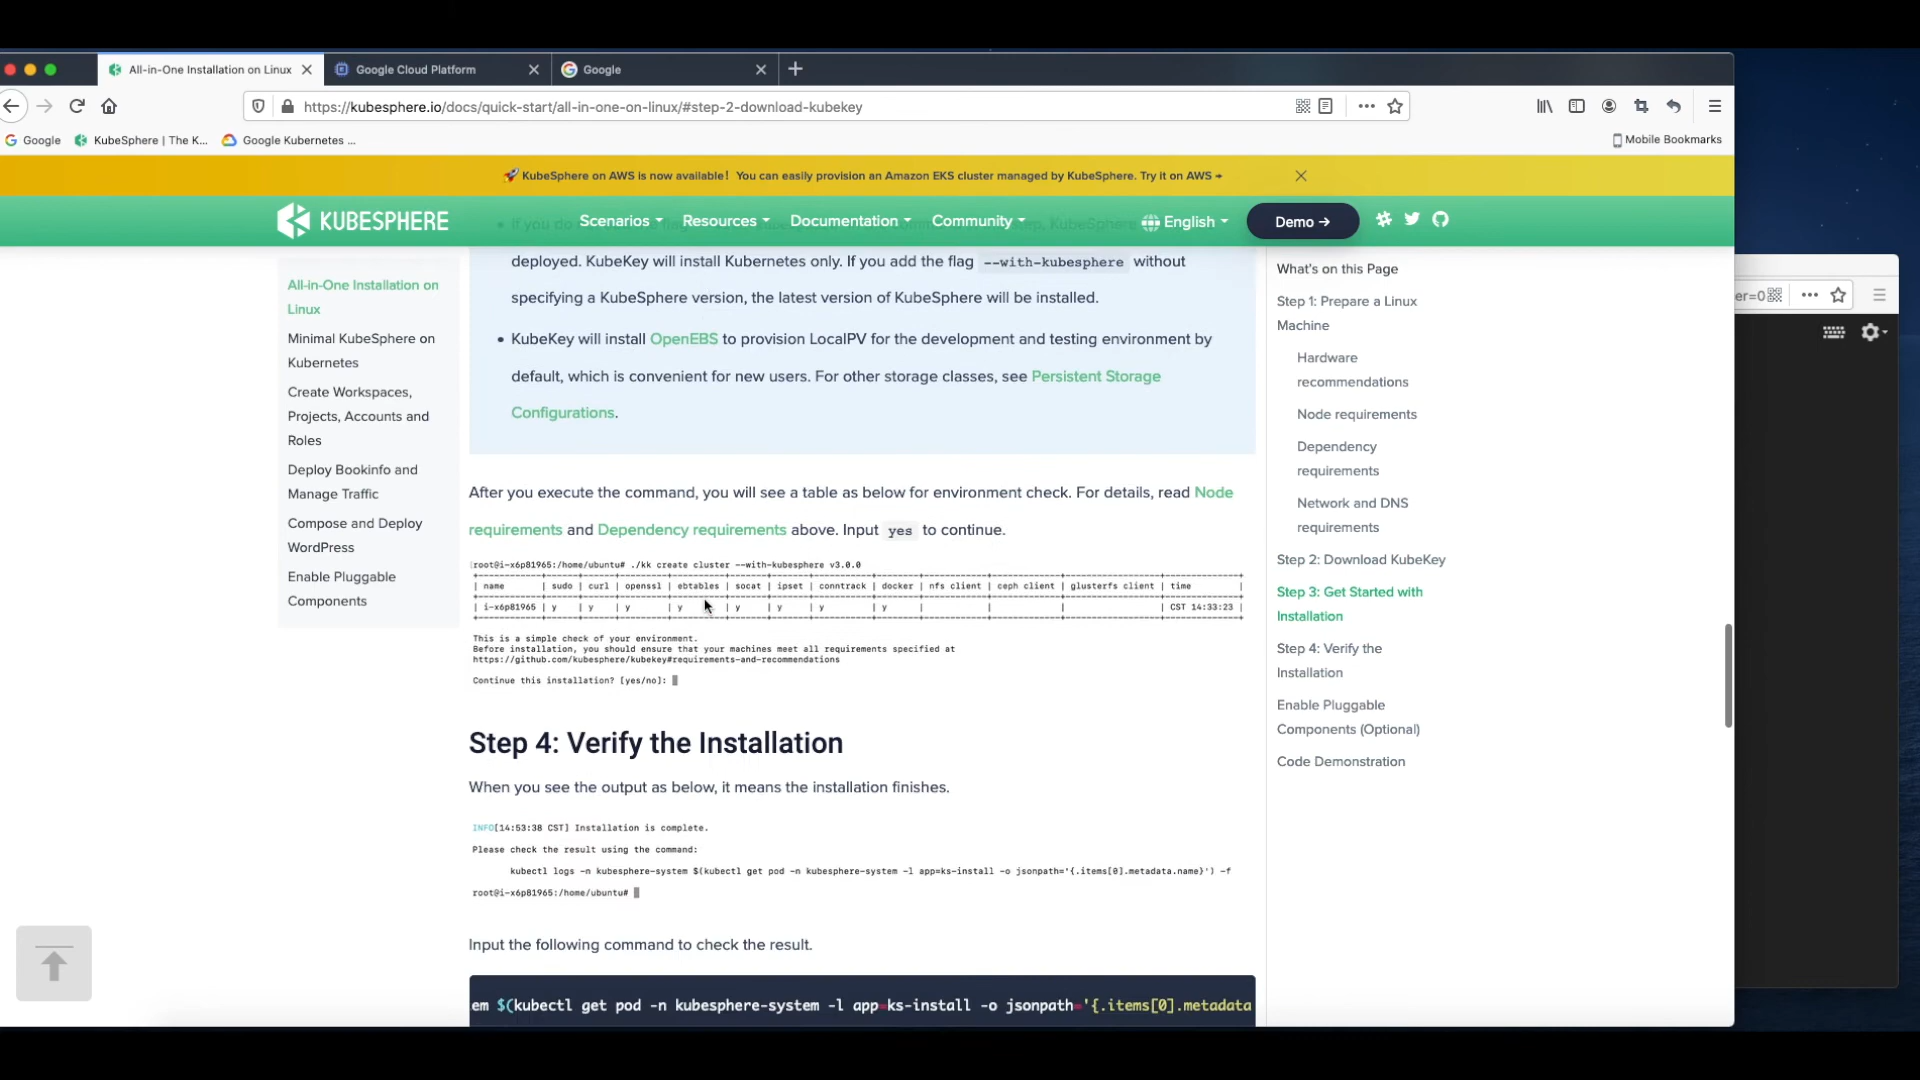 All-in-One Installation on Linux
Google Cloud Platform
Google
https://kubesphere.io/docs/quick-start/all-in-one-on-linux/#step-2-download-kubekey
Google
KubeSphere | The K...
Google Kubernetes ...
Mobile Bookmarks
🚀 KubeSphere on AWS is now available! You can easily provision an Amazon EKS cluster managed by KubeSphere. Try it on AWS →
KUBESPHERE
Scenarios
Resources
Documentation
Community
English
Demo →
er=0
All-in-One Installation on
Linux
Minimal KubeSphere on
Kubernetes
Create Workspaces,
Projects, Accounts and
Roles
Deploy Bookinfo and
Manage Traffic
Compose and Deploy
WordPress
Enable Pluggable
Components
deployed. KubeKey will install Kubernetes only. If you add the flag --with-kubesphere without
specifying a KubeSphere version, the latest version of KubeSphere will be installed.
• KubeKey will install OpenEBS to provision LocalPV for the development and testing environment by
default, which is convenient for new users. For other storage classes, see Persistent Storage
Configurations.
After you execute the command, you will see a table as below for environment check. For details, read Node
requirements and Dependency requirements above. Input yes to continue.
root@i-x6p81965:/home/ubuntu# ./kk create cluster --with-kubesphere v3.0.0
| name | sudo | curl | openssl | ebtables | socat | ipset | conntrack | docker | nfs client | ceph client | glusterfs client | time |
| i-x6p81965 | y | y | y | y | y | y | y | y | | | | CST 14:33:23 |
This is a simple check of your environment.
Before installation, you should ensure that your machines meet all requirements specified at
https://github.com/kubesphere/kubekey#requirements-and-recommendations
Continue this installation? [yes/no]:
Step 4: Verify the Installation
When you see the output as below, it means the installation finishes.
INFO[14:53:38 CST] Installation is complete.
Please check the result using the command:
kubectl logs -n kubesphere-system $(kubectl get pod -n kubesphere-system -l app=ks-install -o jsonpath='{.items[0].metadata.name}') -f
root@i-x6p81965:/home/ubuntu#
Input the following command to check the result.
em $(kubectl get pod -n kubesphere-system -l app=ks-install -o jsonpath='{.items[0].metadata
What's on this Page
Step 1: Prepare a Linux
Machine
Hardware
recommendations
Node requirements
Dependency
requirements
Network and DNS
requirements
Step 2: Download KubeKey
Step 3: Get Started with
Installation
Step 4: Verify the
Installation
Enable Pluggable
Components (Optional)
Code Demonstration